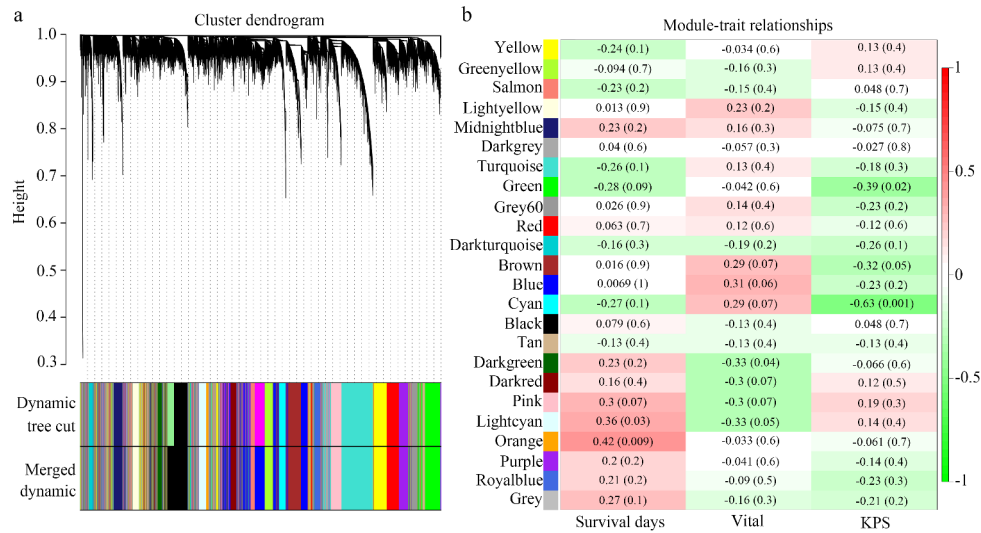 a
Cluster dendrogram
Height
1.0
0.9
0.8
0.7
0.6
0.5
0.4
0.3
Dynamic
tree cut
Merged
dynamic
b
Module-trait relationships
Yellow -0.24 (0.1) -0.034 (0.6) 0.13 (0.4)
Greenyellow -0.094 (0.7) -0.16 (0.3) 0.13 (0.4)
Salmon -0.23 (0.2) -0.15 (0.4) 0.048 (0.7)
Lightyellow 0.013 (0.9) 0.23 (0.2) -0.15 (0.4)
Midnightblue 0.23 (0.2) 0.16 (0.3) -0.075 (0.7)
Darkgrey 0.04 (0.6) -0.057 (0.3) -0.027 (0.8)
Turquoise -0.26 (0.1) 0.13 (0.4) -0.18 (0.3)
Green -0.28 (0.09) -0.042 (0.6) -0.39 (0.02)
Grey60 0.026 (0.9) 0.14 (0.4) -0.23 (0.2)
Red 0.063 (0.7) 0.12 (0.6) -0.12 (0.6)
Darkturquoise -0.16 (0.3) -0.19 (0.2) -0.26 (0.1)
Brown 0.016 (0.9) 0.29 (0.07) -0.32 (0.05)
Blue 0.0069 (1) 0.31 (0.06) -0.23 (0.2)
Cyan -0.27 (0.1) 0.29 (0.07) -0.63 (0.001)
Black 0.079 (0.6) -0.13 (0.4) 0.048 (0.7)
Tan -0.13 (0.4) -0.13 (0.4) -0.13 (0.4)
Darkgreen 0.23 (0.2) -0.33 (0.04) -0.066 (0.6)
Darkred 0.16 (0.4) -0.3 (0.07) 0.12 (0.5)
Pink 0.3 (0.07) -0.3 (0.07) 0.19 (0.3)
Lightcyan 0.36 (0.03) -0.33 (0.05) 0.14 (0.4)
Orange 0.42 (0.009) -0.033 (0.6) -0.061 (0.7)
Purple 0.2 (0.2) -0.041 (0.6) -0.14 (0.4)
Royalblue 0.21 (0.2) -0.09 (0.5) -0.23 (0.3)
Grey 0.27 (0.1) -0.16 (0.3) -0.21 (0.2)
Survival days Vital KPS
1
0.5
0
-0.5
-1